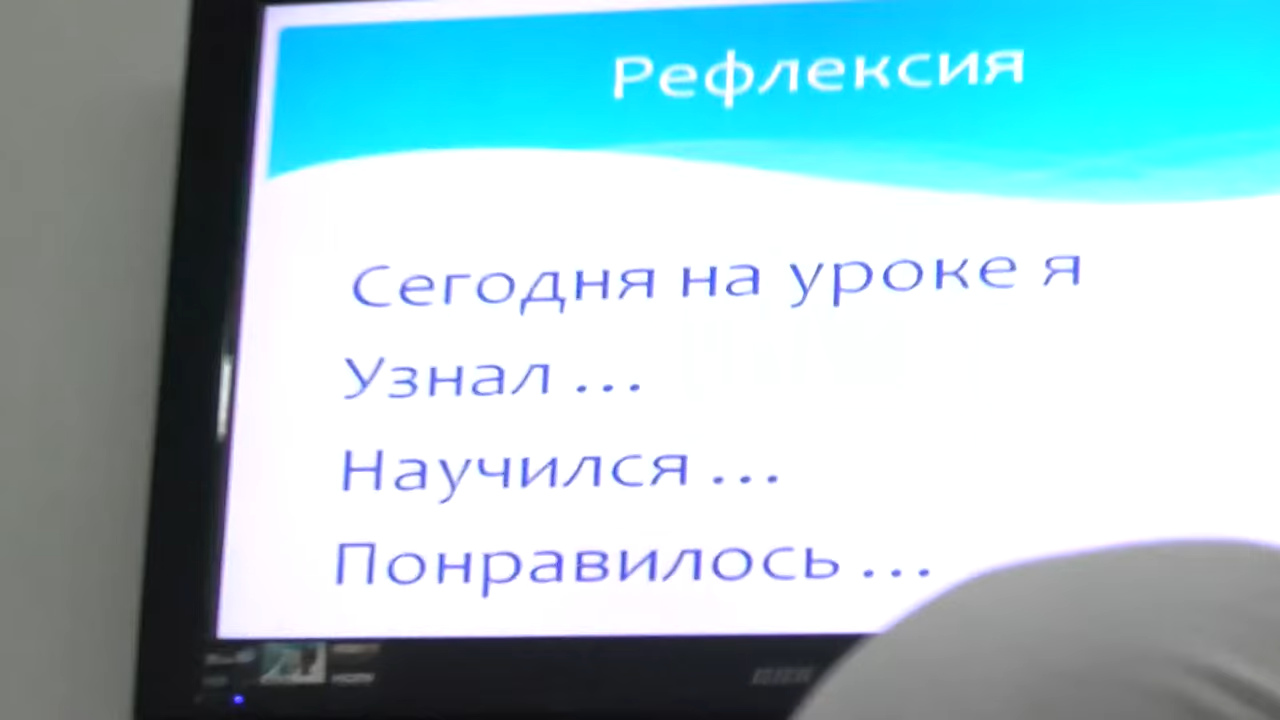 Рефлексия
Сегодня на уроке я
Узнал ...
Научился ...
Понравилось ...